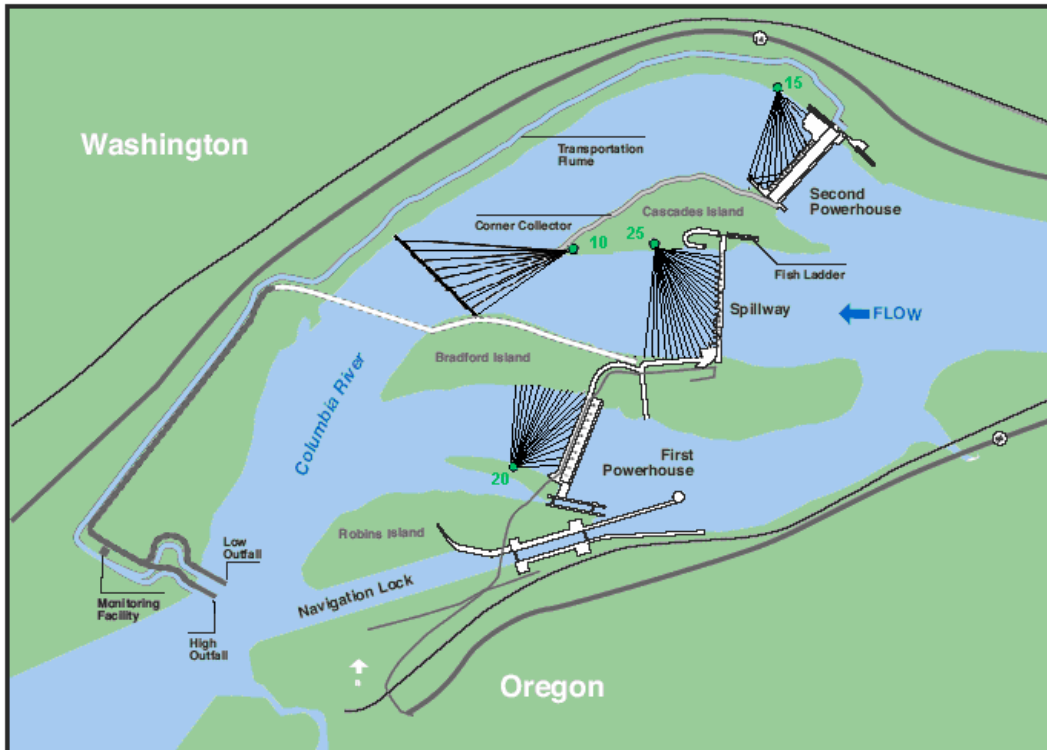 14
15
Washington
Transportation
Flume
Second
Powerhouse
Cascades Island
Corner Collector
10
25
Fish Ladder
Spillway
FLOW
Bradford Island
Columbia River
First
Powerhouse
20
Robins Island
Low
Outfall
Navigation Lock
Monitoring
Facility
High
Outfall
Oregon